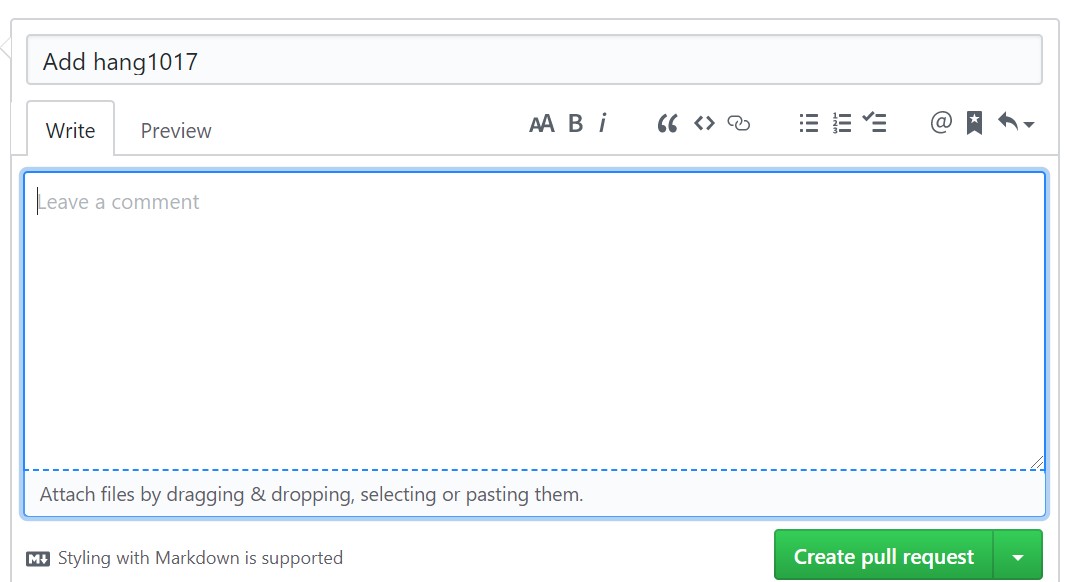 Add hang1017
Write Preview AA B i @
Leave a comment
Attach files by dragging & dropping, selecting or pasting them.
M Styling with Markdown is supported
Create pull request